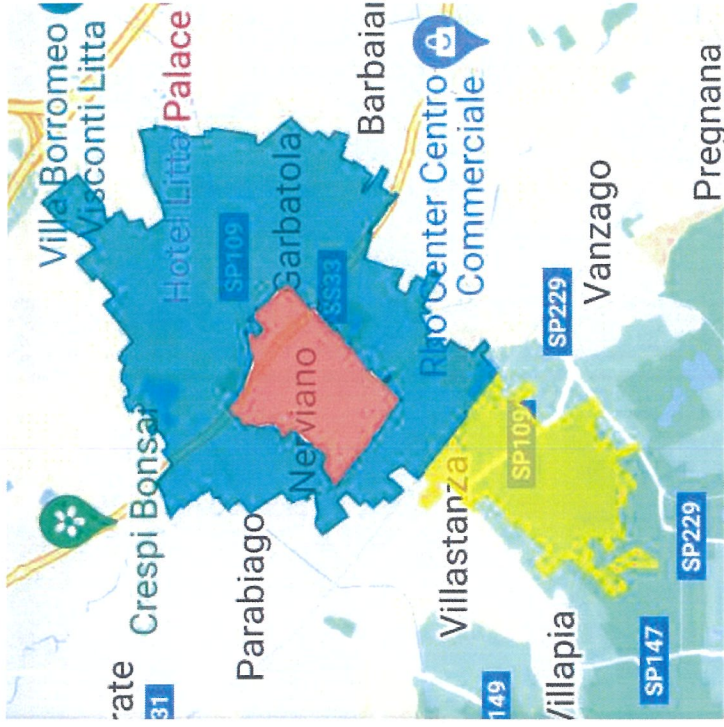 Villa Borromeo
Visconti Litta
Hotel Litta Palace
Crespi Bonsai
SP109
Garbatola
Barbaian
SS33
Nerviano
Parabiago
rate
31
Rho Center Centro
Commerciale
Villastanza
SP109
SP229
Vanzago
Pregnana
SP229
149
Villapia
SP147